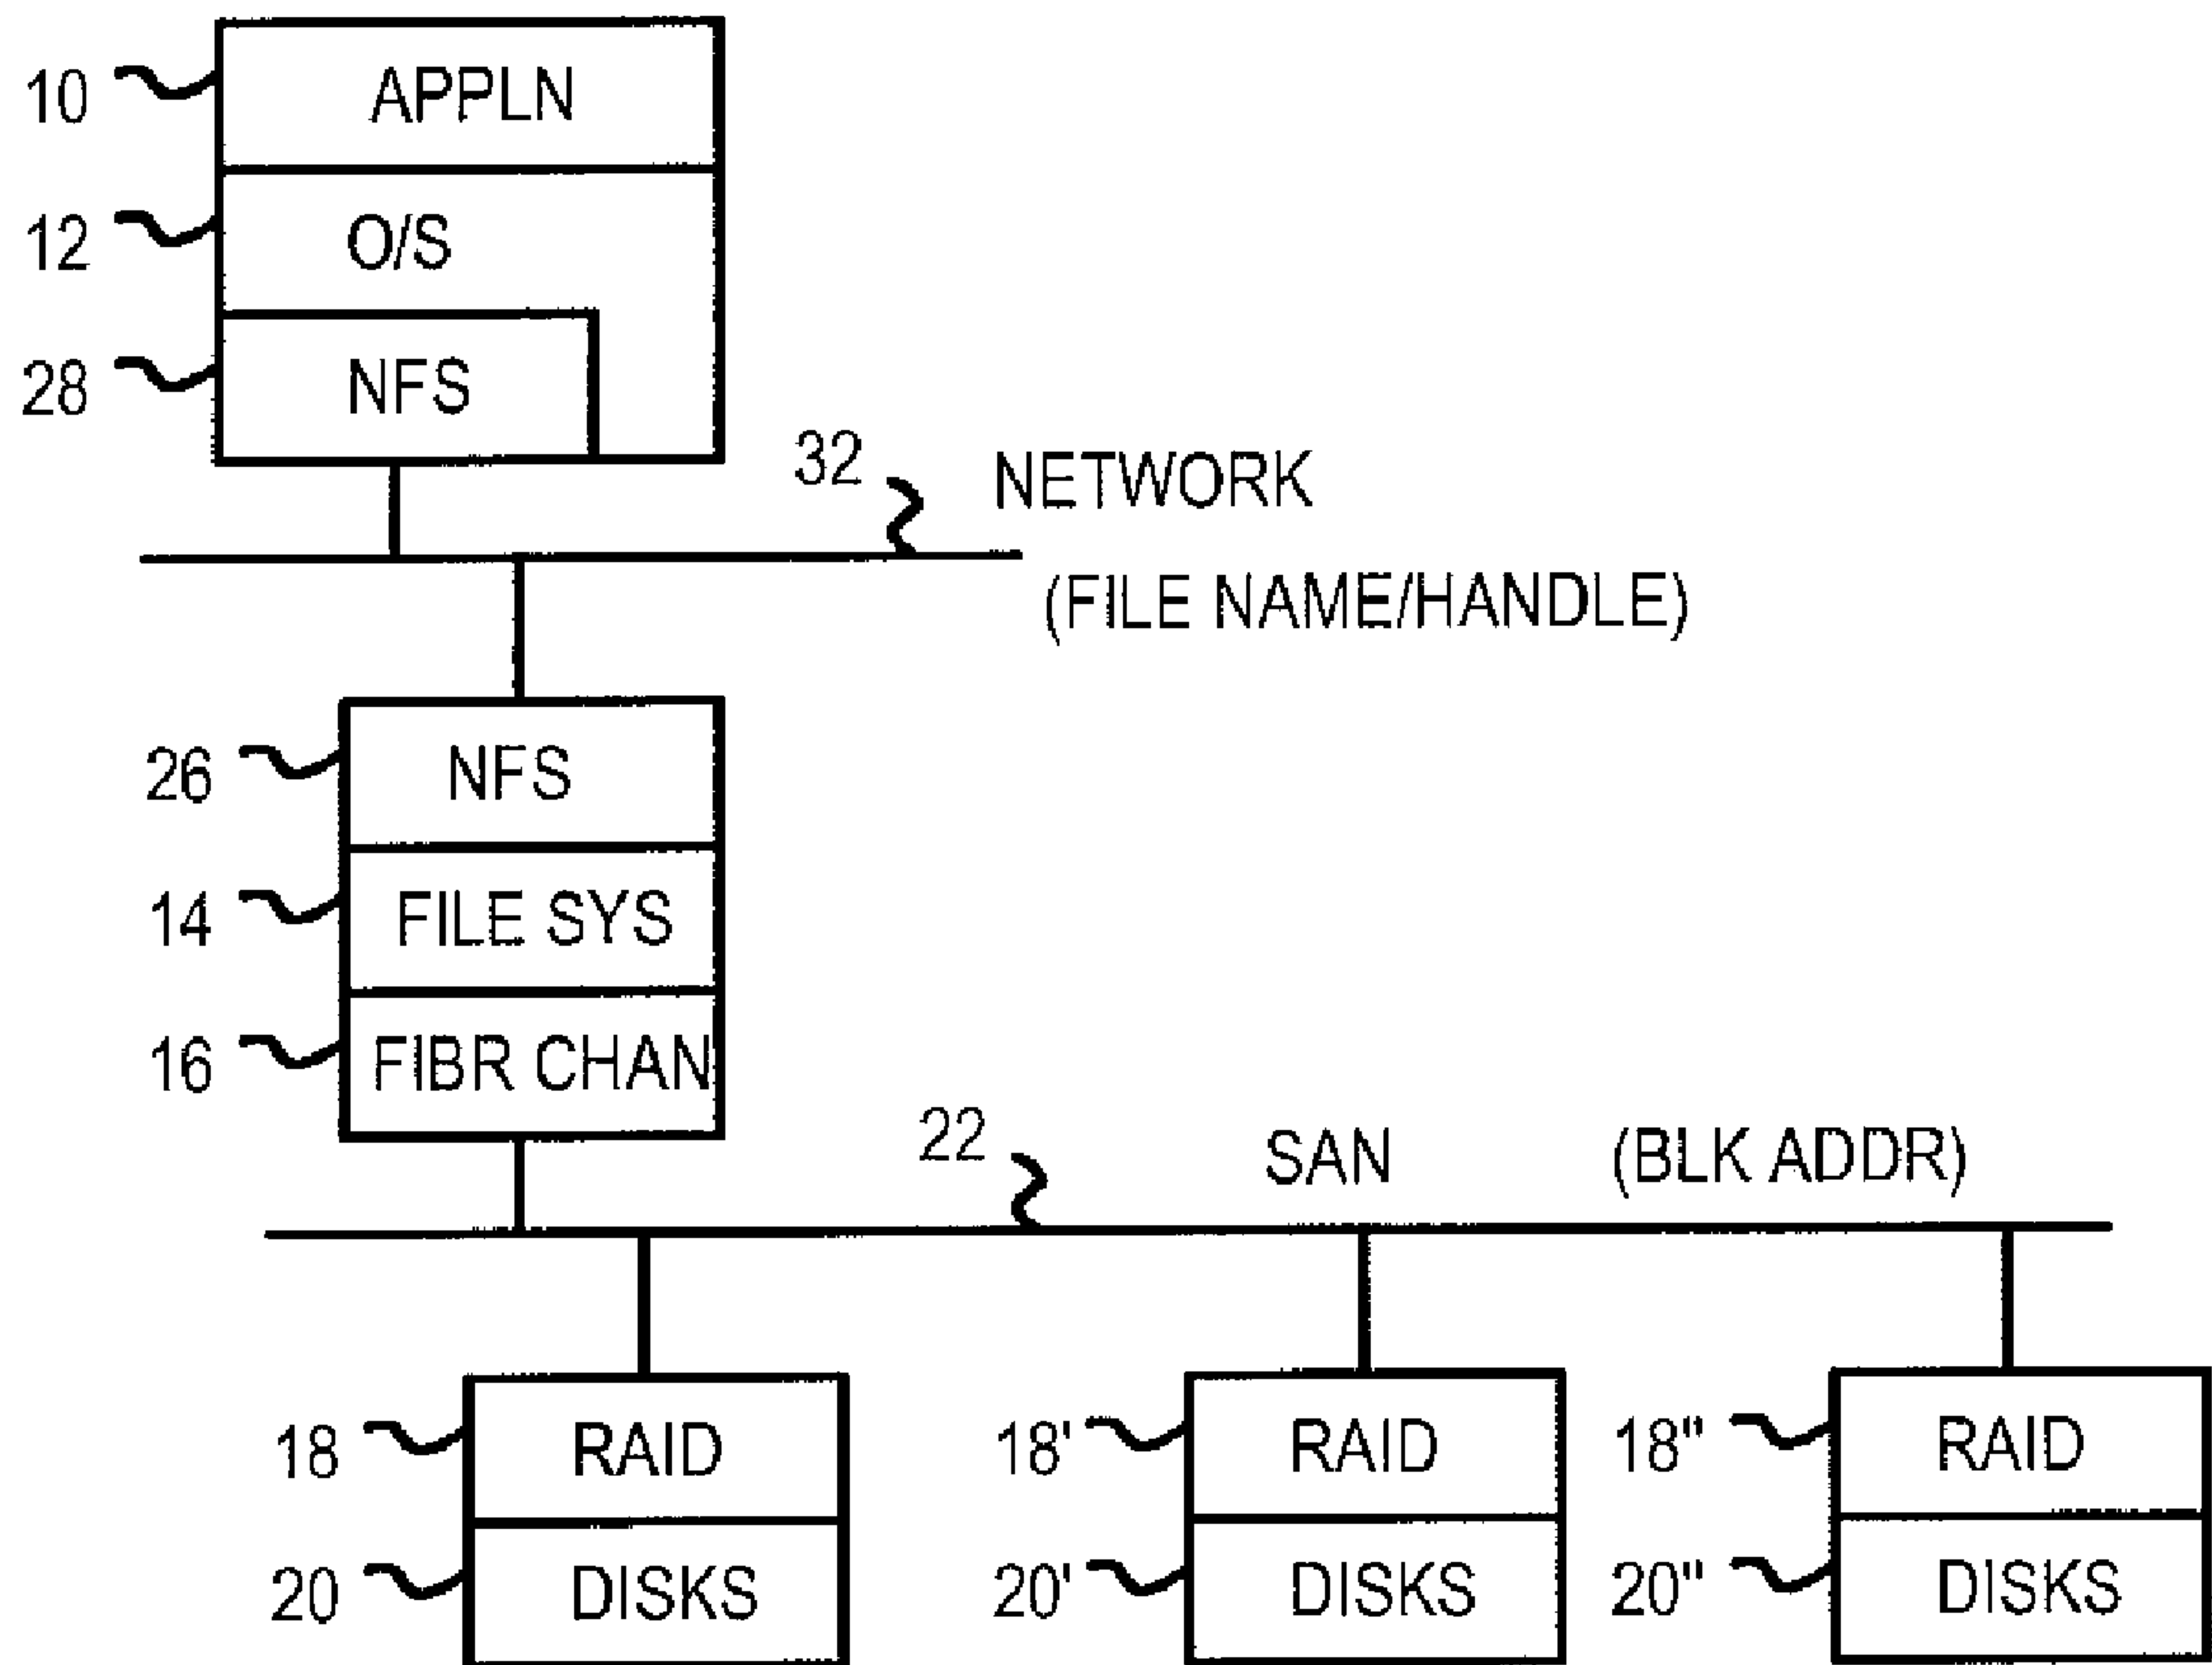 10 APPLN
12 O/S
28 NFS
32 NETWORK
(FILE NAME/HANDLE)
26 NFS
14 FILE SYS
16 FIBR CHAN
22 SAN (BLK ADDR)
18 RAID 18' RAID 18" RAID
20 DISKS 20' DISKS 20" DISKS